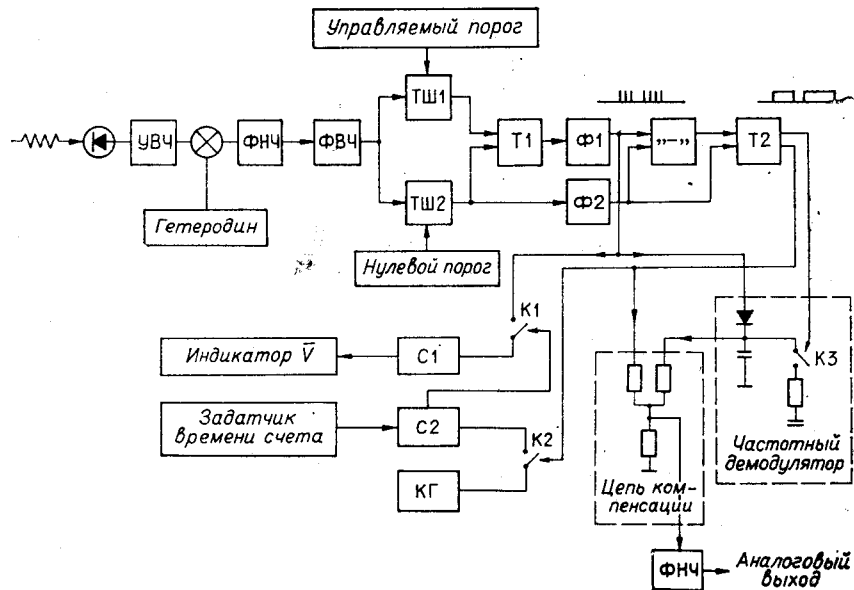 Управляемый порог
ТШ1
УВЧ
ФНЧ
ФВЧ
Т1
Ф1
„-„
Т2
ТШ2
Ф2
Гетеродин
Нулевой порог
К1
Индикатор V̅
С1
К3
Задатчик
времени счета
С2
К2
Частотный
демодулятор
КГ
Цепь ком-
пенсации
ФНЧ
Аналоговый
выход